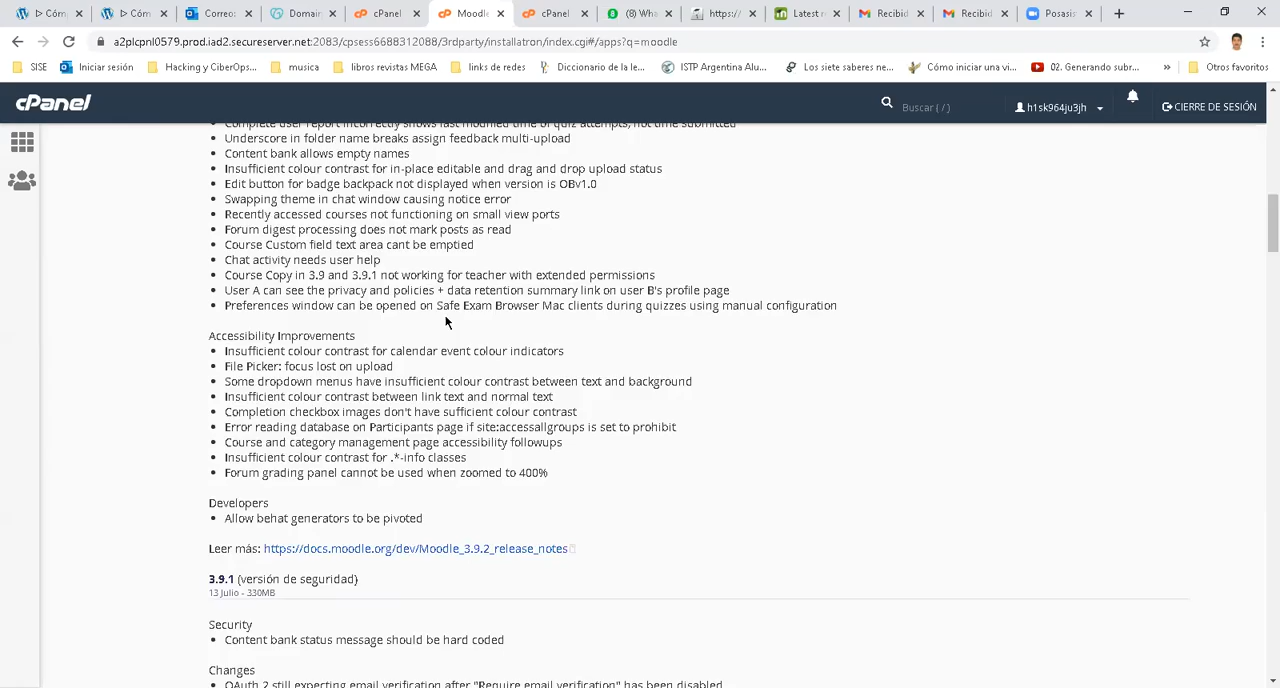 ▷ Cóm
▷ Cóm
Correo:
Domair
cPanel
Moodle
cPanel
(8) Wha
https:/
Latest r
Recibid
Recibid
Posasis
a2plcpnl0579.prod.iad2.secureserver.net:2083/cpsess6688312088/3rdparty/installatron/index.cgi#/apps?q=moodle
SISE
Iniciar sesión
Hacking y CiberOps...
musica
libros revistas MEGA
links de redes
Diccionario de la le...
ISTP Argentina Alu...
Los siete saberes ne...
Cómo iniciar una vi...
02. Generando subr...
»
Otros favoritos
cPanel
Buscar ( / )
h1sk964ju3jh
CIERRE DE SESIÓN
Complete user report incorrectly shows last modified time of quiz attempts, not time submitted
• Underscore in folder name breaks assign feedback multi-upload
• Content bank allows empty names
• Insufficient colour contrast for in-place editable and drag and drop upload status
• Edit button for badge backpack not displayed when version is OBv1.0
• Swapping theme in chat window causing notice error
• Recently accessed courses not functioning on small view ports
• Forum digest processing does not mark posts as read
• Course Custom field text area cant be emptied
• Chat activity needs user help
• Course Copy in 3.9 and 3.9.1 not working for teacher with extended permissions
• User A can see the privacy and policies + data retention summary link on user B's profile page
• Preferences window can be opened on Safe Exam Browser Mac clients during quizzes using manual configuration
Accessibility Improvements
• Insufficient colour contrast for calendar event colour indicators
• File Picker: focus lost on upload
• Some dropdown menus have insufficient colour contrast between text and background
• Insufficient colour contrast between link text and normal text
• Completion checkbox images don't have sufficient colour contrast
• Error reading database on Participants page if site:accessallgroups is set to prohibit
• Course and category management page accessibility followups
• Insufficient colour contrast for .*-info classes
• Forum grading panel cannot be used when zoomed to 400%
Developers
• Allow behat generators to be pivoted
Leer más: https://docs.moodle.org/dev/Moodle_3.9.2_release_notes
3.9.1 (versión de seguridad)
13 Julio - 330MB
Security
• Content bank status message should be hard coded
Changes
• OAuth 2 still expecting email verification after "Require email verification" has been disabled